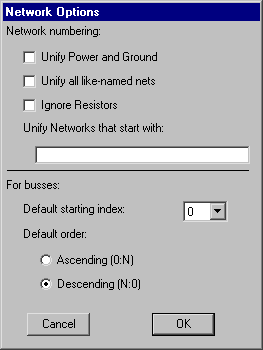 Network Options
Network numbering:
Unify Power and Ground
Unify all like-named nets
Ignore Resistors
Unify Networks that start with:
For busses:
Default starting index: 0
Default order:
Ascending (0:N)
Descending (N:0)
Cancel OK